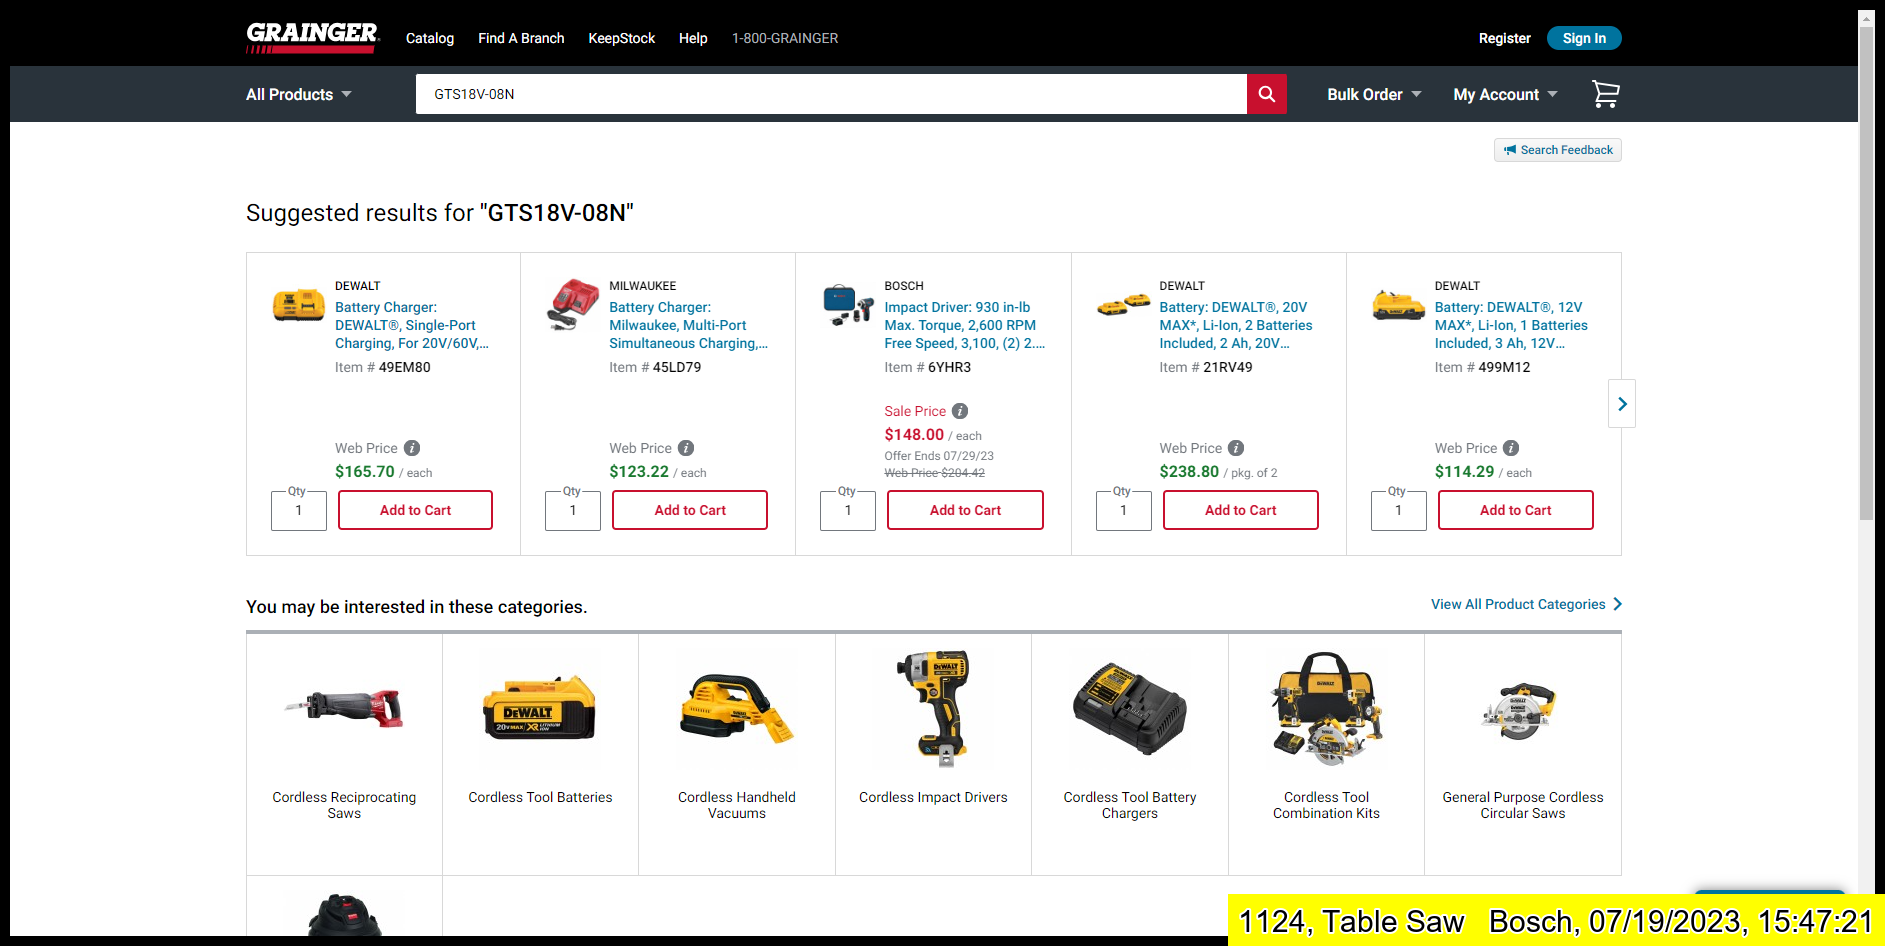 GRAINGER
Catalog Find A Branch KeepStock Help 1-800-GRAINGER Register Sign In
All Products GTS18V-08N Bulk Order My Account
Search Feedback
Suggested results for "GTS18V-08N"
DEWALT
Battery Charger:
DEWALT®, Single-Port
Charging, For 20V/60V,...
Item # 49EM80
Web Price i
$165.70 / each
Qty
1 Add to Cart
MILWAUKEE
Battery Charger:
Milwaukee, Multi-Port
Simultaneous Charging,...
Item # 45LD79
Web Price i
$123.22 / each
Qty
1 Add to Cart
BOSCH
Impact Driver: 930 in-lb
Max. Torque, 2,600 RPM
Free Speed, 3,100, (2) 2....
Item # 6YHR3
Sale Price i
$148.00 / each
Offer Ends 07/29/23
Web Price $204.42
Qty
1 Add to Cart
DEWALT
Battery: DEWALT®, 20V
MAX*, Li-Ion, 2 Batteries
Included, 2 Ah, 20V...
Item # 21RV49
Web Price i
$238.80 / pkg. of 2
Qty
1 Add to Cart
DEWALT
Battery: DEWALT®, 12V
MAX*, Li-Ion, 1 Batteries
Included, 3 Ah, 12V...
Item # 499M12
Web Price i
$114.29 / each
Qty
1 Add to Cart
You may be interested in these categories.
View All Product Categories
DEWALT
20V MAX XR LITHIUM ION
DEWALT
DEWALT
Cordless Reciprocating
Saws
Cordless Tool Batteries
Cordless Handheld
Vacuums
Cordless Impact Drivers
Cordless Tool Battery
Chargers
Cordless Tool
Combination Kits
General Purpose Cordless
Circular Saws
1124, Table Saw Bosch, 07/19/2023, 15:47:21